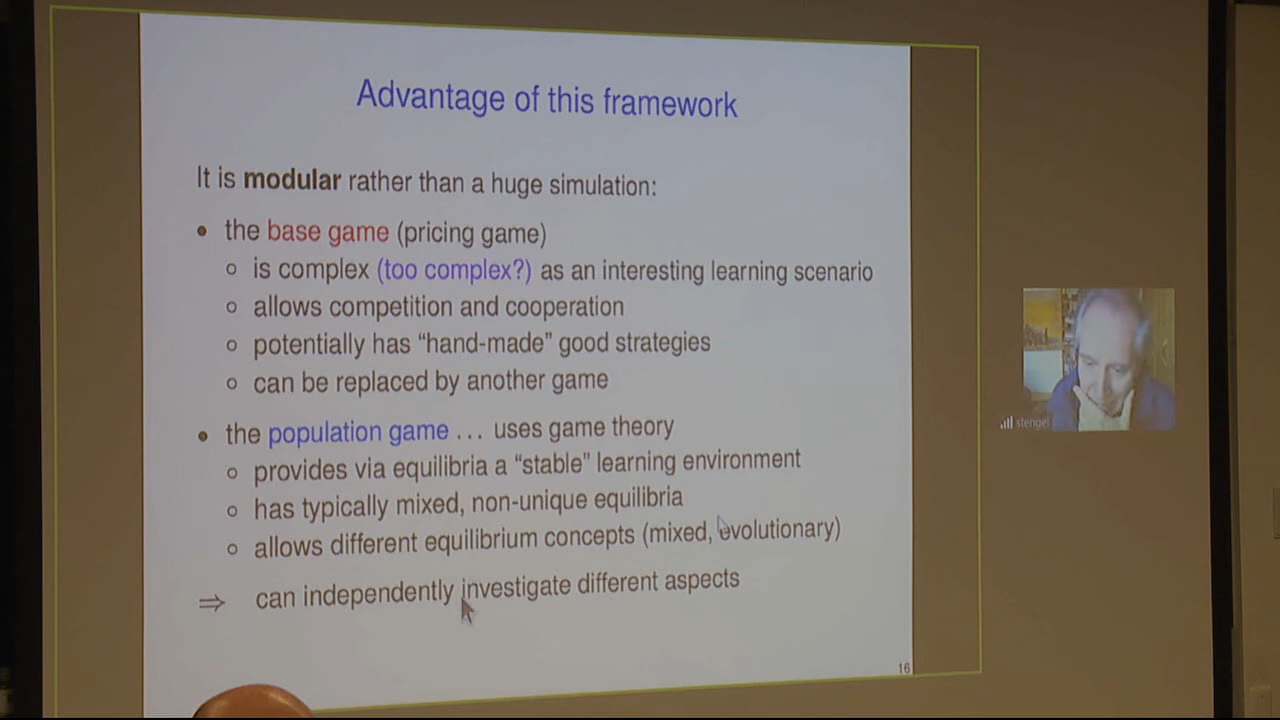 Advantage of this framework
It is modular rather than a huge simulation:
• the base game (pricing game)
○ is complex (too complex?) as an interesting learning scenario
○ allows competition and cooperation
○ potentially has “hand-made” good strategies
○ can be replaced by another game
• the population game ... uses game theory
○ provides via equilibria a “stable” learning environment
○ has typically mixed, non-unique equilibria
○ allows different equilibrium concepts (mixed, evolutionary)
⇒ can independently investigate different aspects
16
stengel